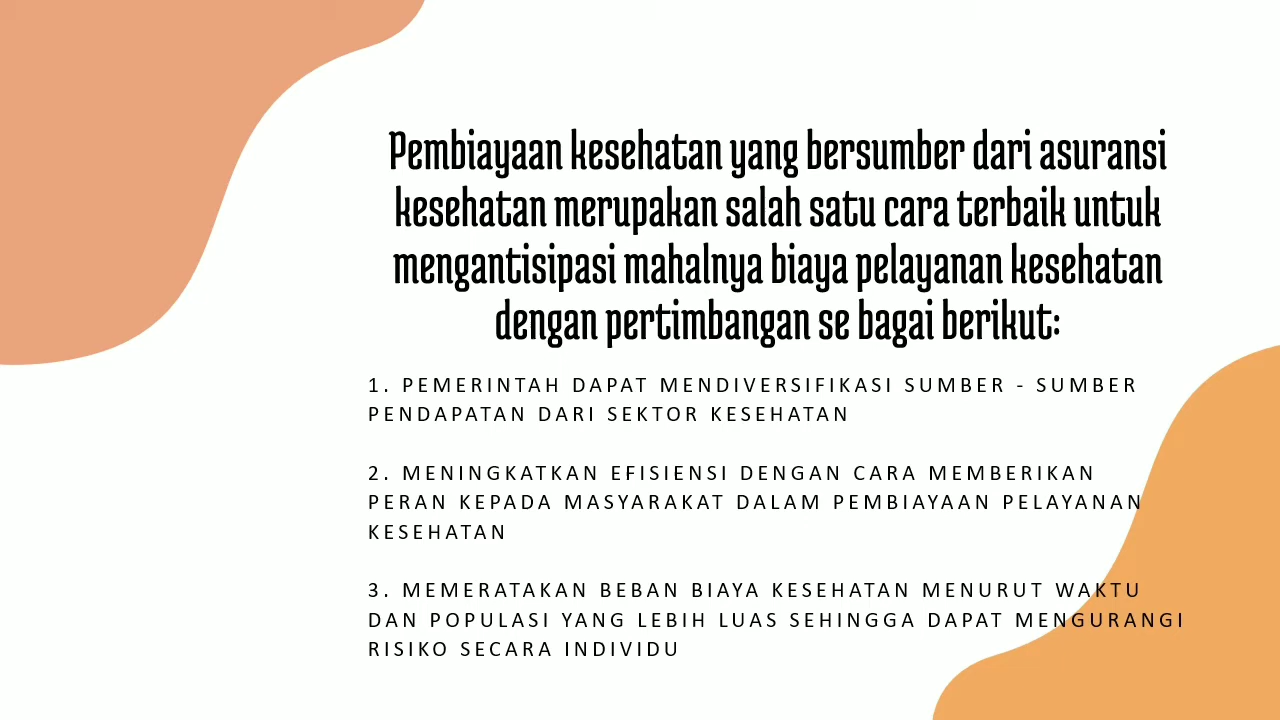 Pembiayaan kesehatan yang bersumber dari asuransi
kesehatan merupakan salah satu cara terbaik untuk
mengantisipasi mahalnya biaya pelayanan kesehatan
dengan pertimbangan se bagai berikut:
1. PEMERINTAH DAPAT MENDIVERSIFIKASI SUMBER - SUMBER
PENDAPATAN DARI SEKTOR KESEHATAN
2. MENINGKATKAN EFISIENSI DENGAN CARA MEMBERIKAN
PERAN KEPADA MASYARAKAT DALAM PEMBIAYAAN PELAYANAN
KESEHATAN
3. MEMERATAKAN BEBAN BIAYA KESEHATAN MENURUT WAKTU
DAN POPULASI YANG LEBIH LUAS SEHINGGA DAPAT MENGURANGI
RISIKO SECARA INDIVIDU